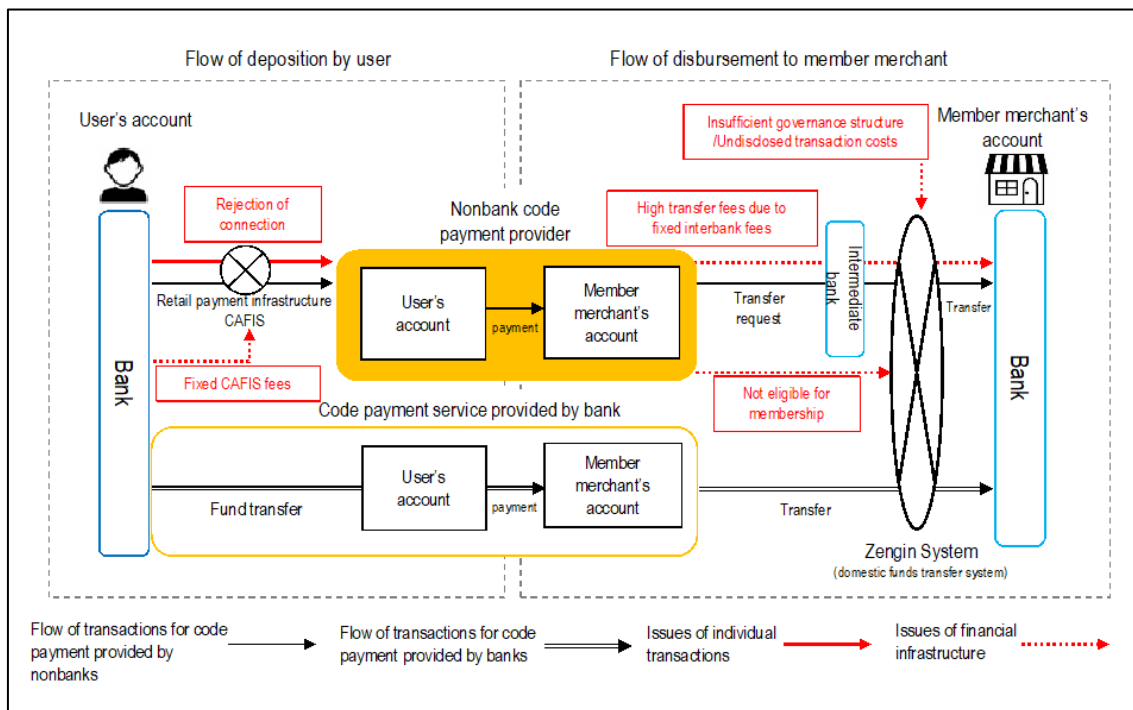 Flow of deposition by user
Flow of disbursement to member merchant
User's account
Insufficient governance structure
/Undisclosed transaction costs
Member merchant's
account
Rejection of
connection
Nonbank code
payment provider
High transfer fees due to
fixed interbank fees
Retail payment infrastructure
CAFIS
User's
account
payment
Member
merchant's
account
Transfer
request
Intermediate
bank
Transfer
Bank
Fixed CAFIS fees
Not eligible for
membership
Bank
Code payment service provided by bank
Fund transfer
User's
account
payment
Member
merchant's
account
Transfer
Zengin System
(domestic funds transfer system)
Flow of transactions for code
payment provided by
nonbanks
Flow of transactions for code
payment provided by banks
Issues of individual
transactions
Issues of financial
infrastructure